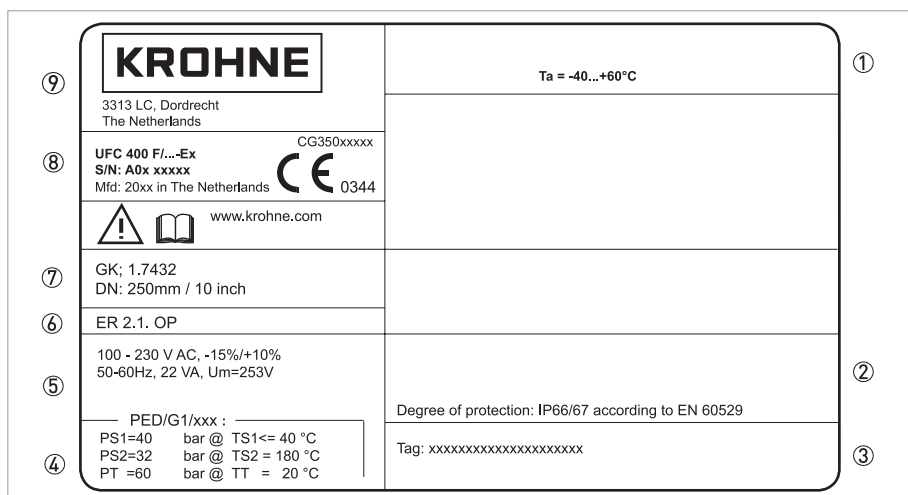 KROHNE
3313 LC, Dordrecht
The Netherlands
CG350xxxxx
UFC 400 F/...-Ex
S/N: A0x xxxxx
Mfd: 20xx in The Netherlands
CE 0344
www.krohne.com
GK; 1.7432
DN: 250mm / 10 inch
ER 2.1. OP
100 - 230 V AC, -15%/+10%
50-60Hz, 22 VA, Um=253V
PED/G1/xxx :
PS1=40 bar @ TS1<= 40 °C
PS2=32 bar @ TS2 = 180 °C
PT =60 bar @ TT = 20 °C
Ta = -40...+60°C
Degree of protection: IP66/67 according to EN 60529
Tag: xxxxxxxxxxxxxxxxxxxxx
⑨
⑧
⑦
⑥
⑤
④
①
②
③